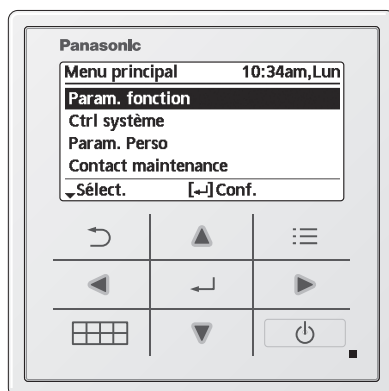 Panasonic
Menu principal 10:34am,Lun
Param. fonction
Ctrl système
Param. Perso
Contact maintenance
Sélect. [↵] Conf.